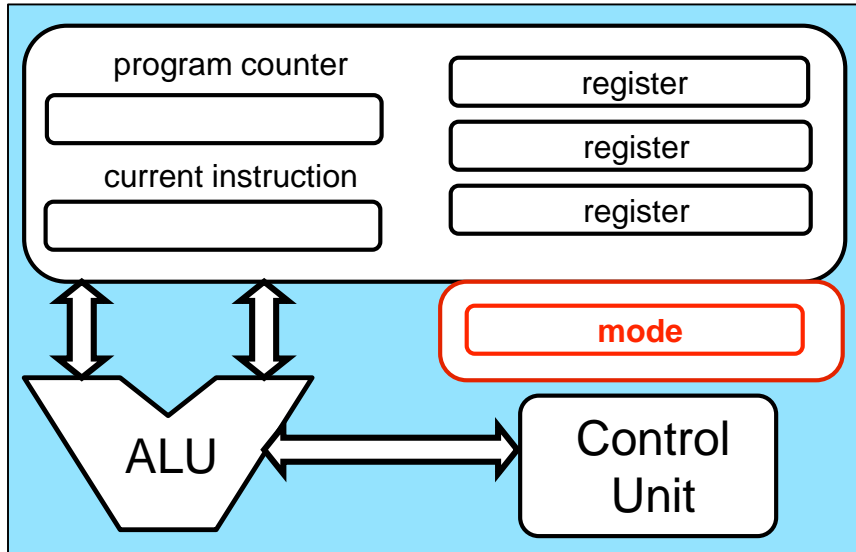 program counter
register
register
current instruction
register
mode
ALU
Control
Unit